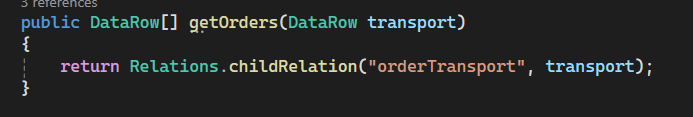 3 references
public DataRow[] getOrders(DataRow transport)
{
return Relations.childRelation("orderTransport", transport);
}